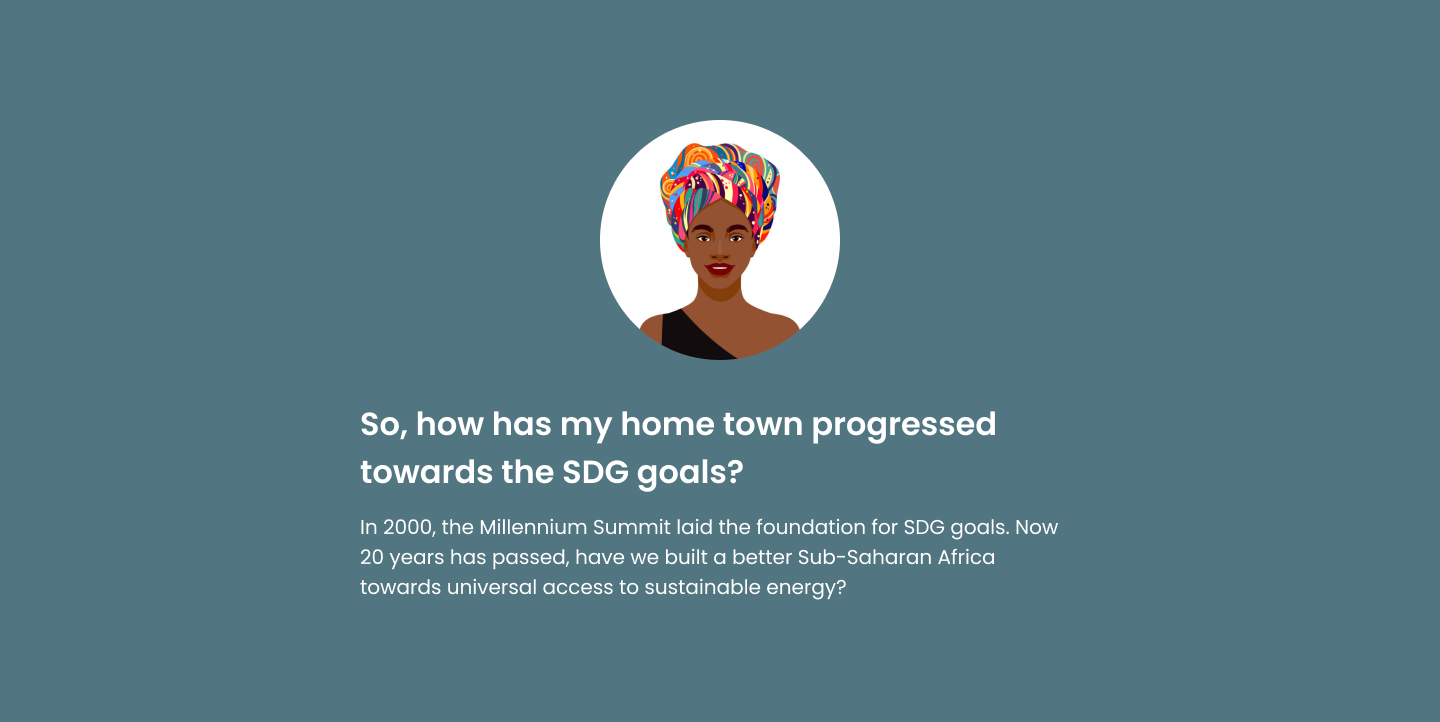 So, how has my home town progressed
towards the SDG goals?
In 2000, the Millennium Summit laid the foundation for SDG goals. Now
20 years has passed, have we built a better Sub-Saharan Africa
towards universal access to sustainable energy?